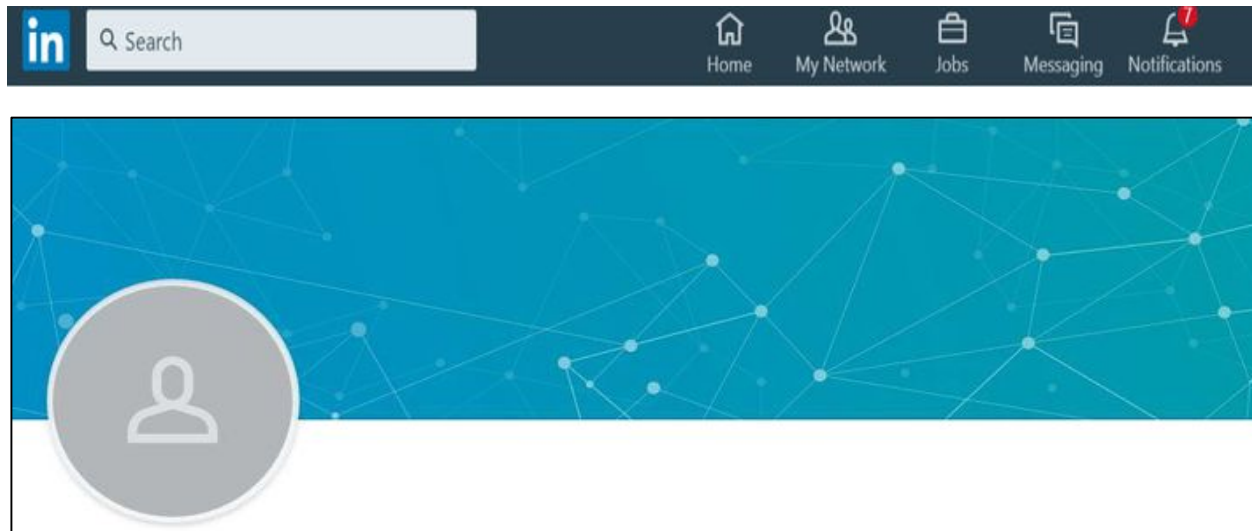 in
Search
7
Home
My Network
Jobs
Messaging
Notifications